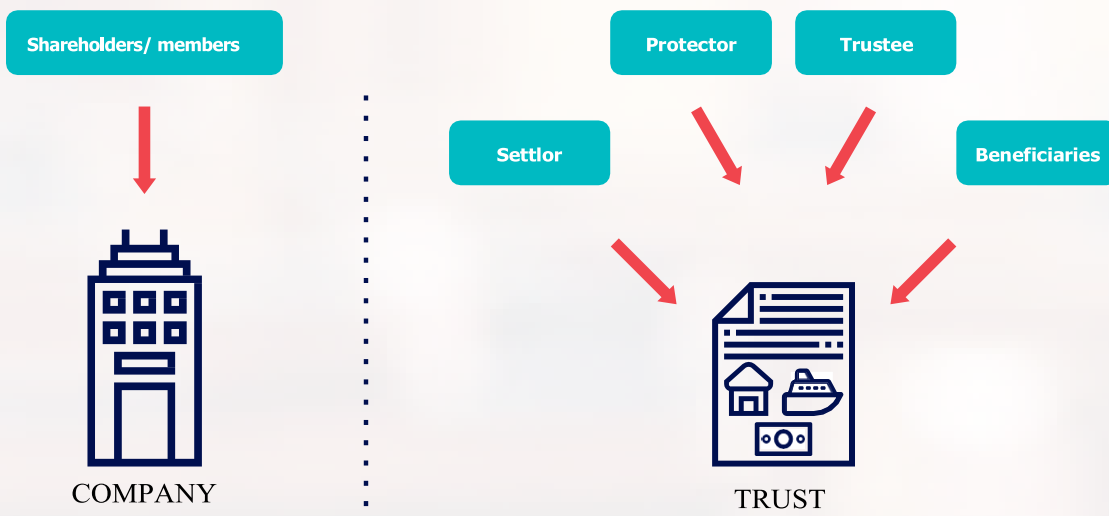 Shareholders/ members
COMPANY
Protector
Trustee
Settlor
Beneficiaries
TRUST